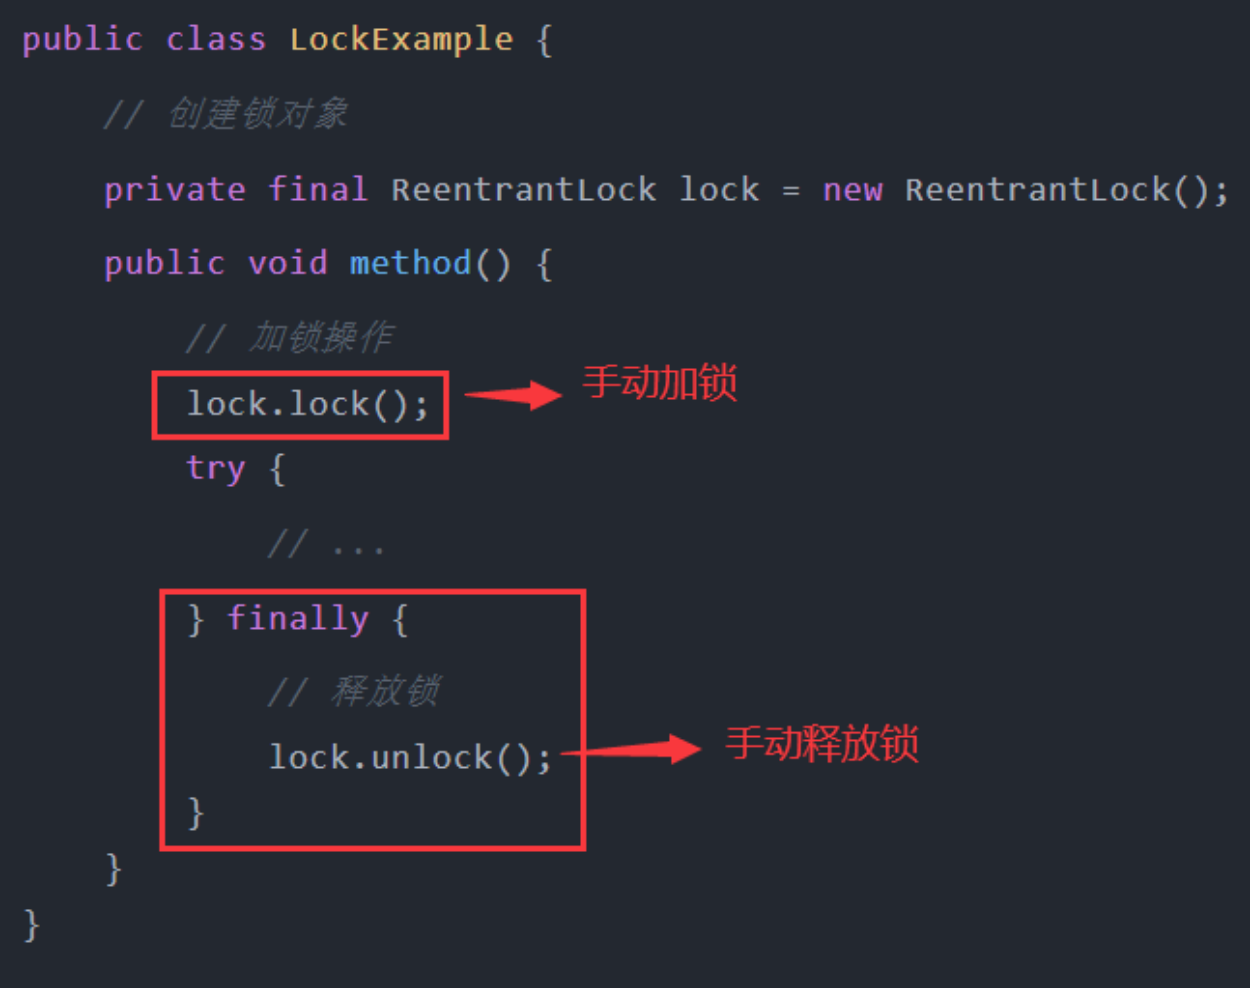 public class LockExample {
// 创建锁对象
private final ReentrantLock lock = new ReentrantLock();
public void method() {
// 加锁操作
lock.lock();
手动加锁
try {
// ...
} finally {
// 释放锁
lock.unlock();
手动释放锁
}
}
}